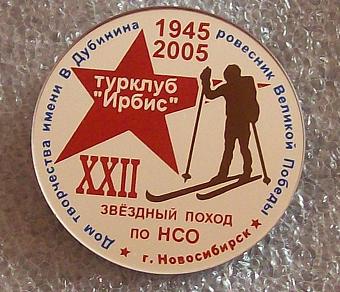 Дом творчества имени В Дубинина
ровесник Великой Победы
1945
2005
турклуб
"Ирбис"
XXII
ЗВЁЗДНЫЙ ПОХОД
ПО НСО
г. Новосибирск